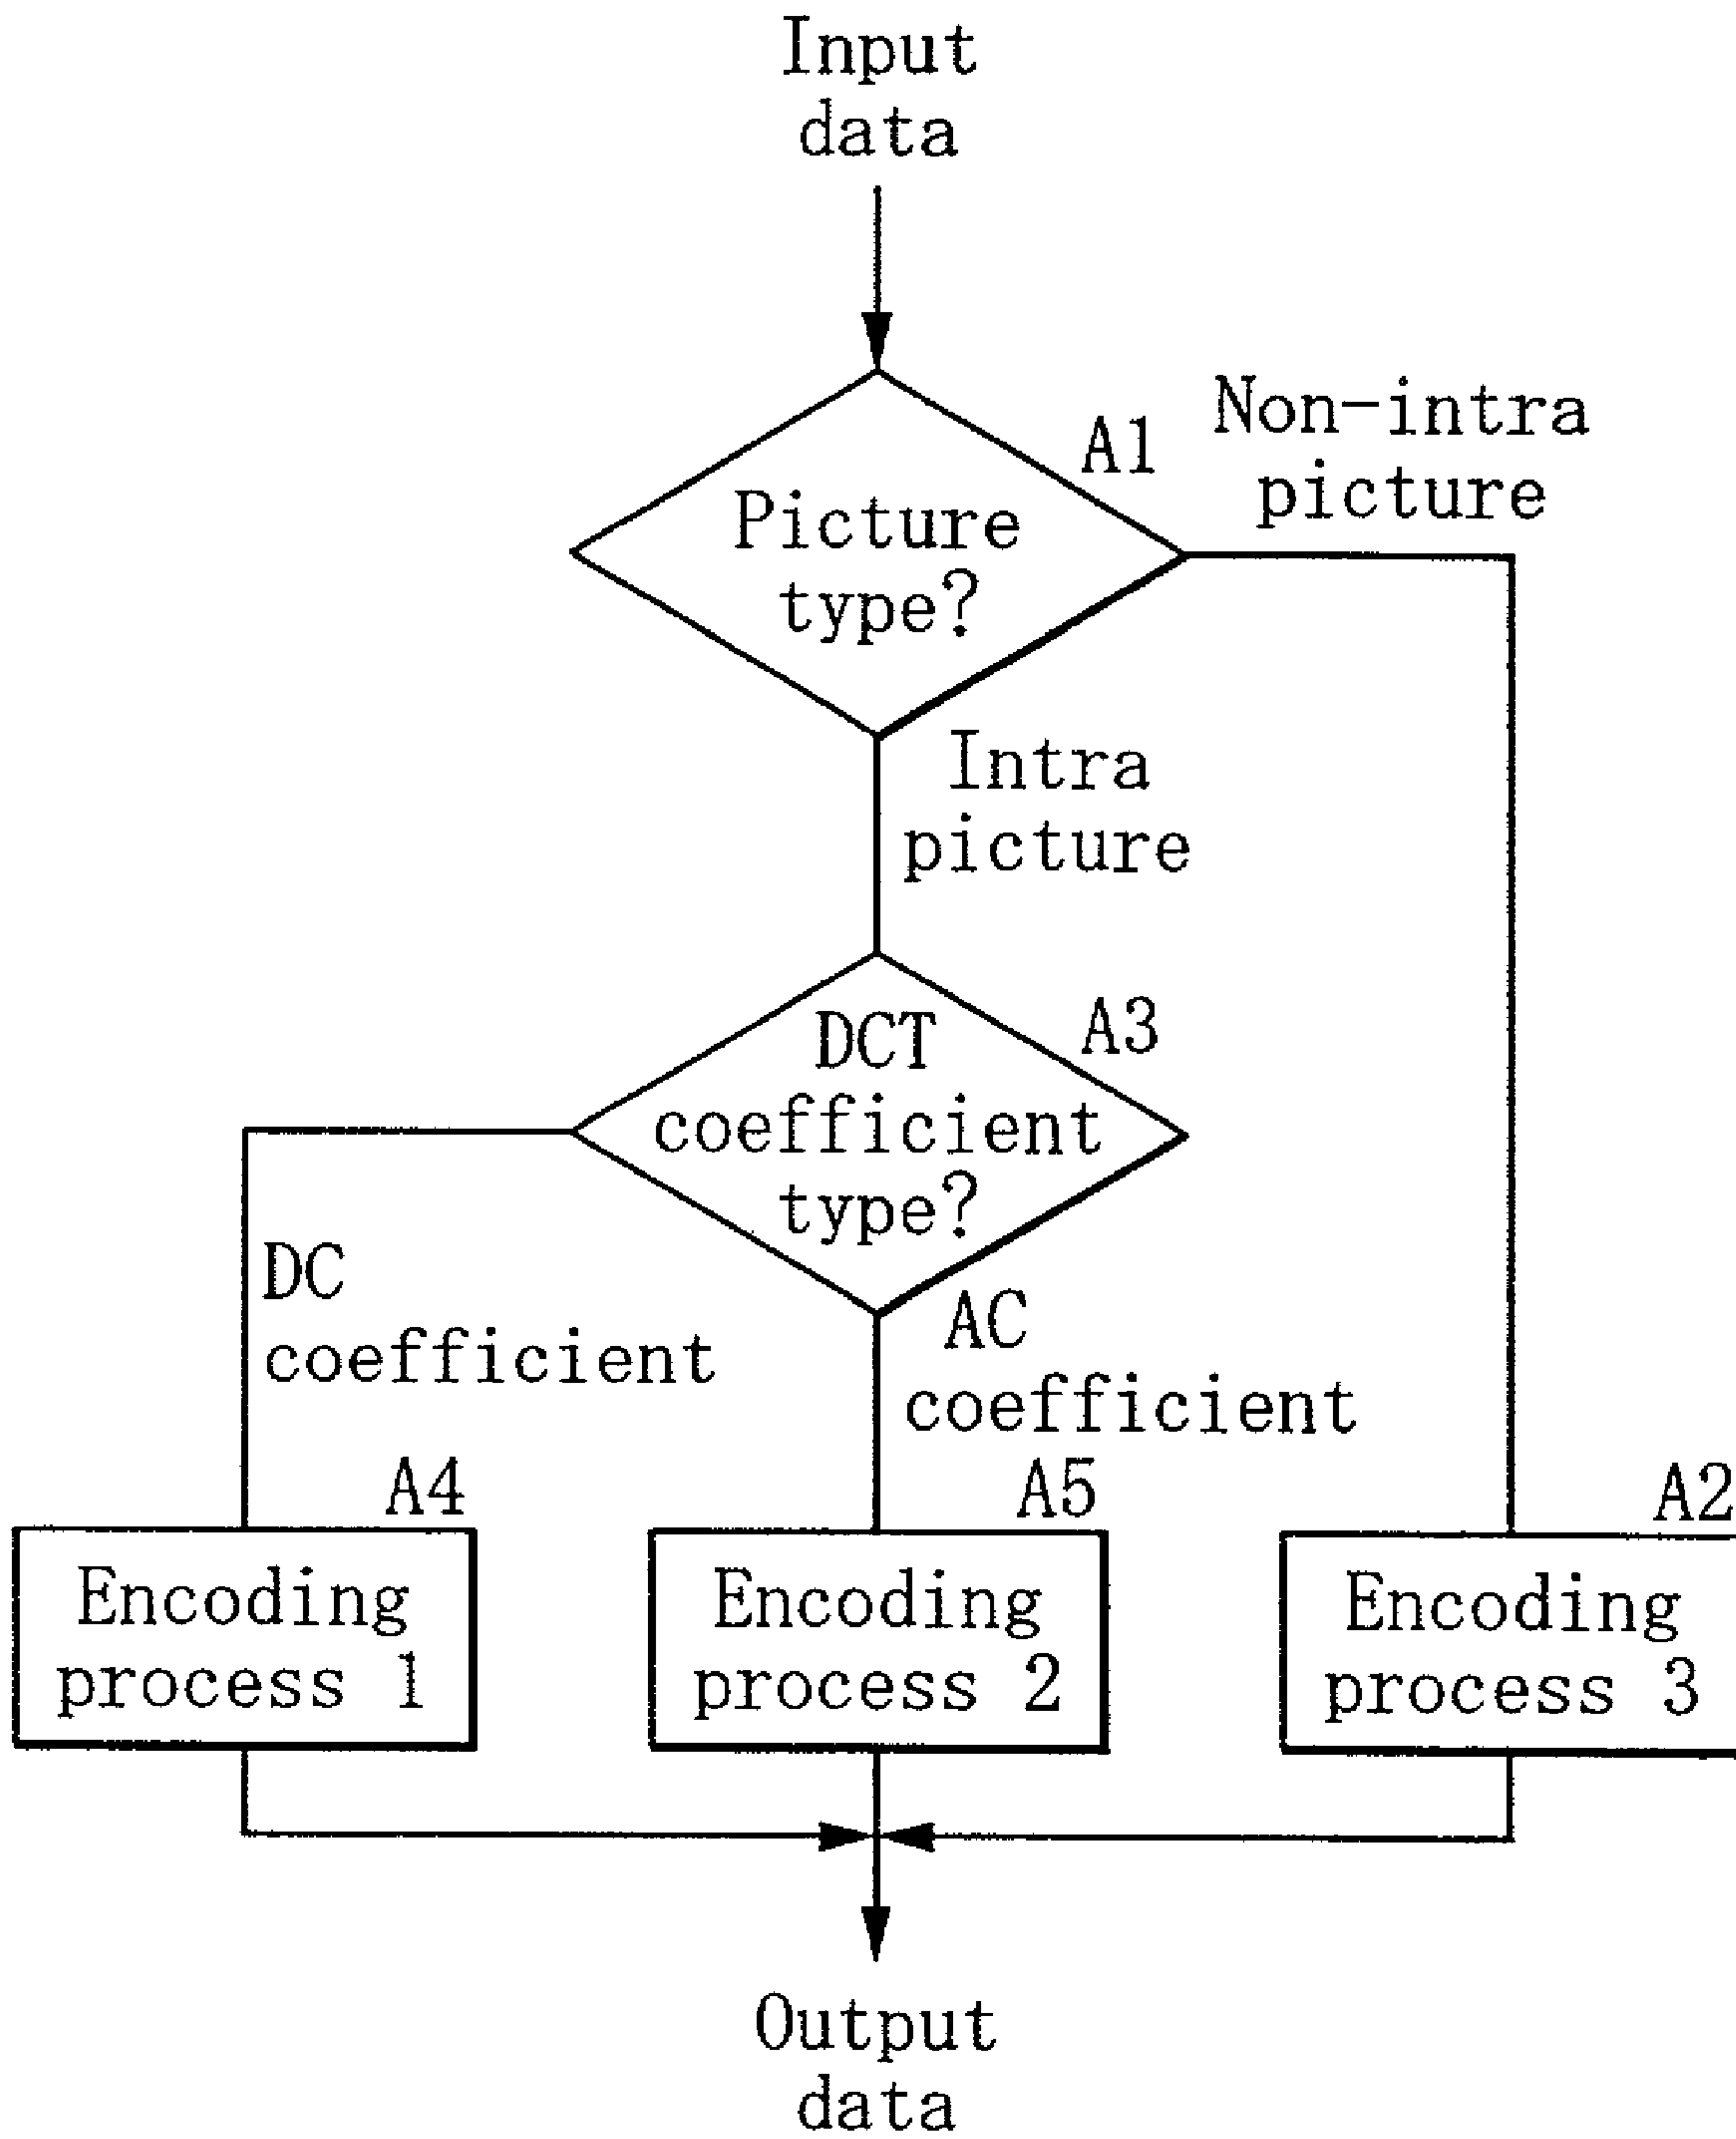 Input
data
A1
Non-intra
picture
Picture
type?
Intra
picture
A3
DCT
coefficient
type?
DC
coefficient
AC
coefficient
A4
A5
A2
Encoding
process 1
Encoding
process 2
Encoding
process 3
Output
data